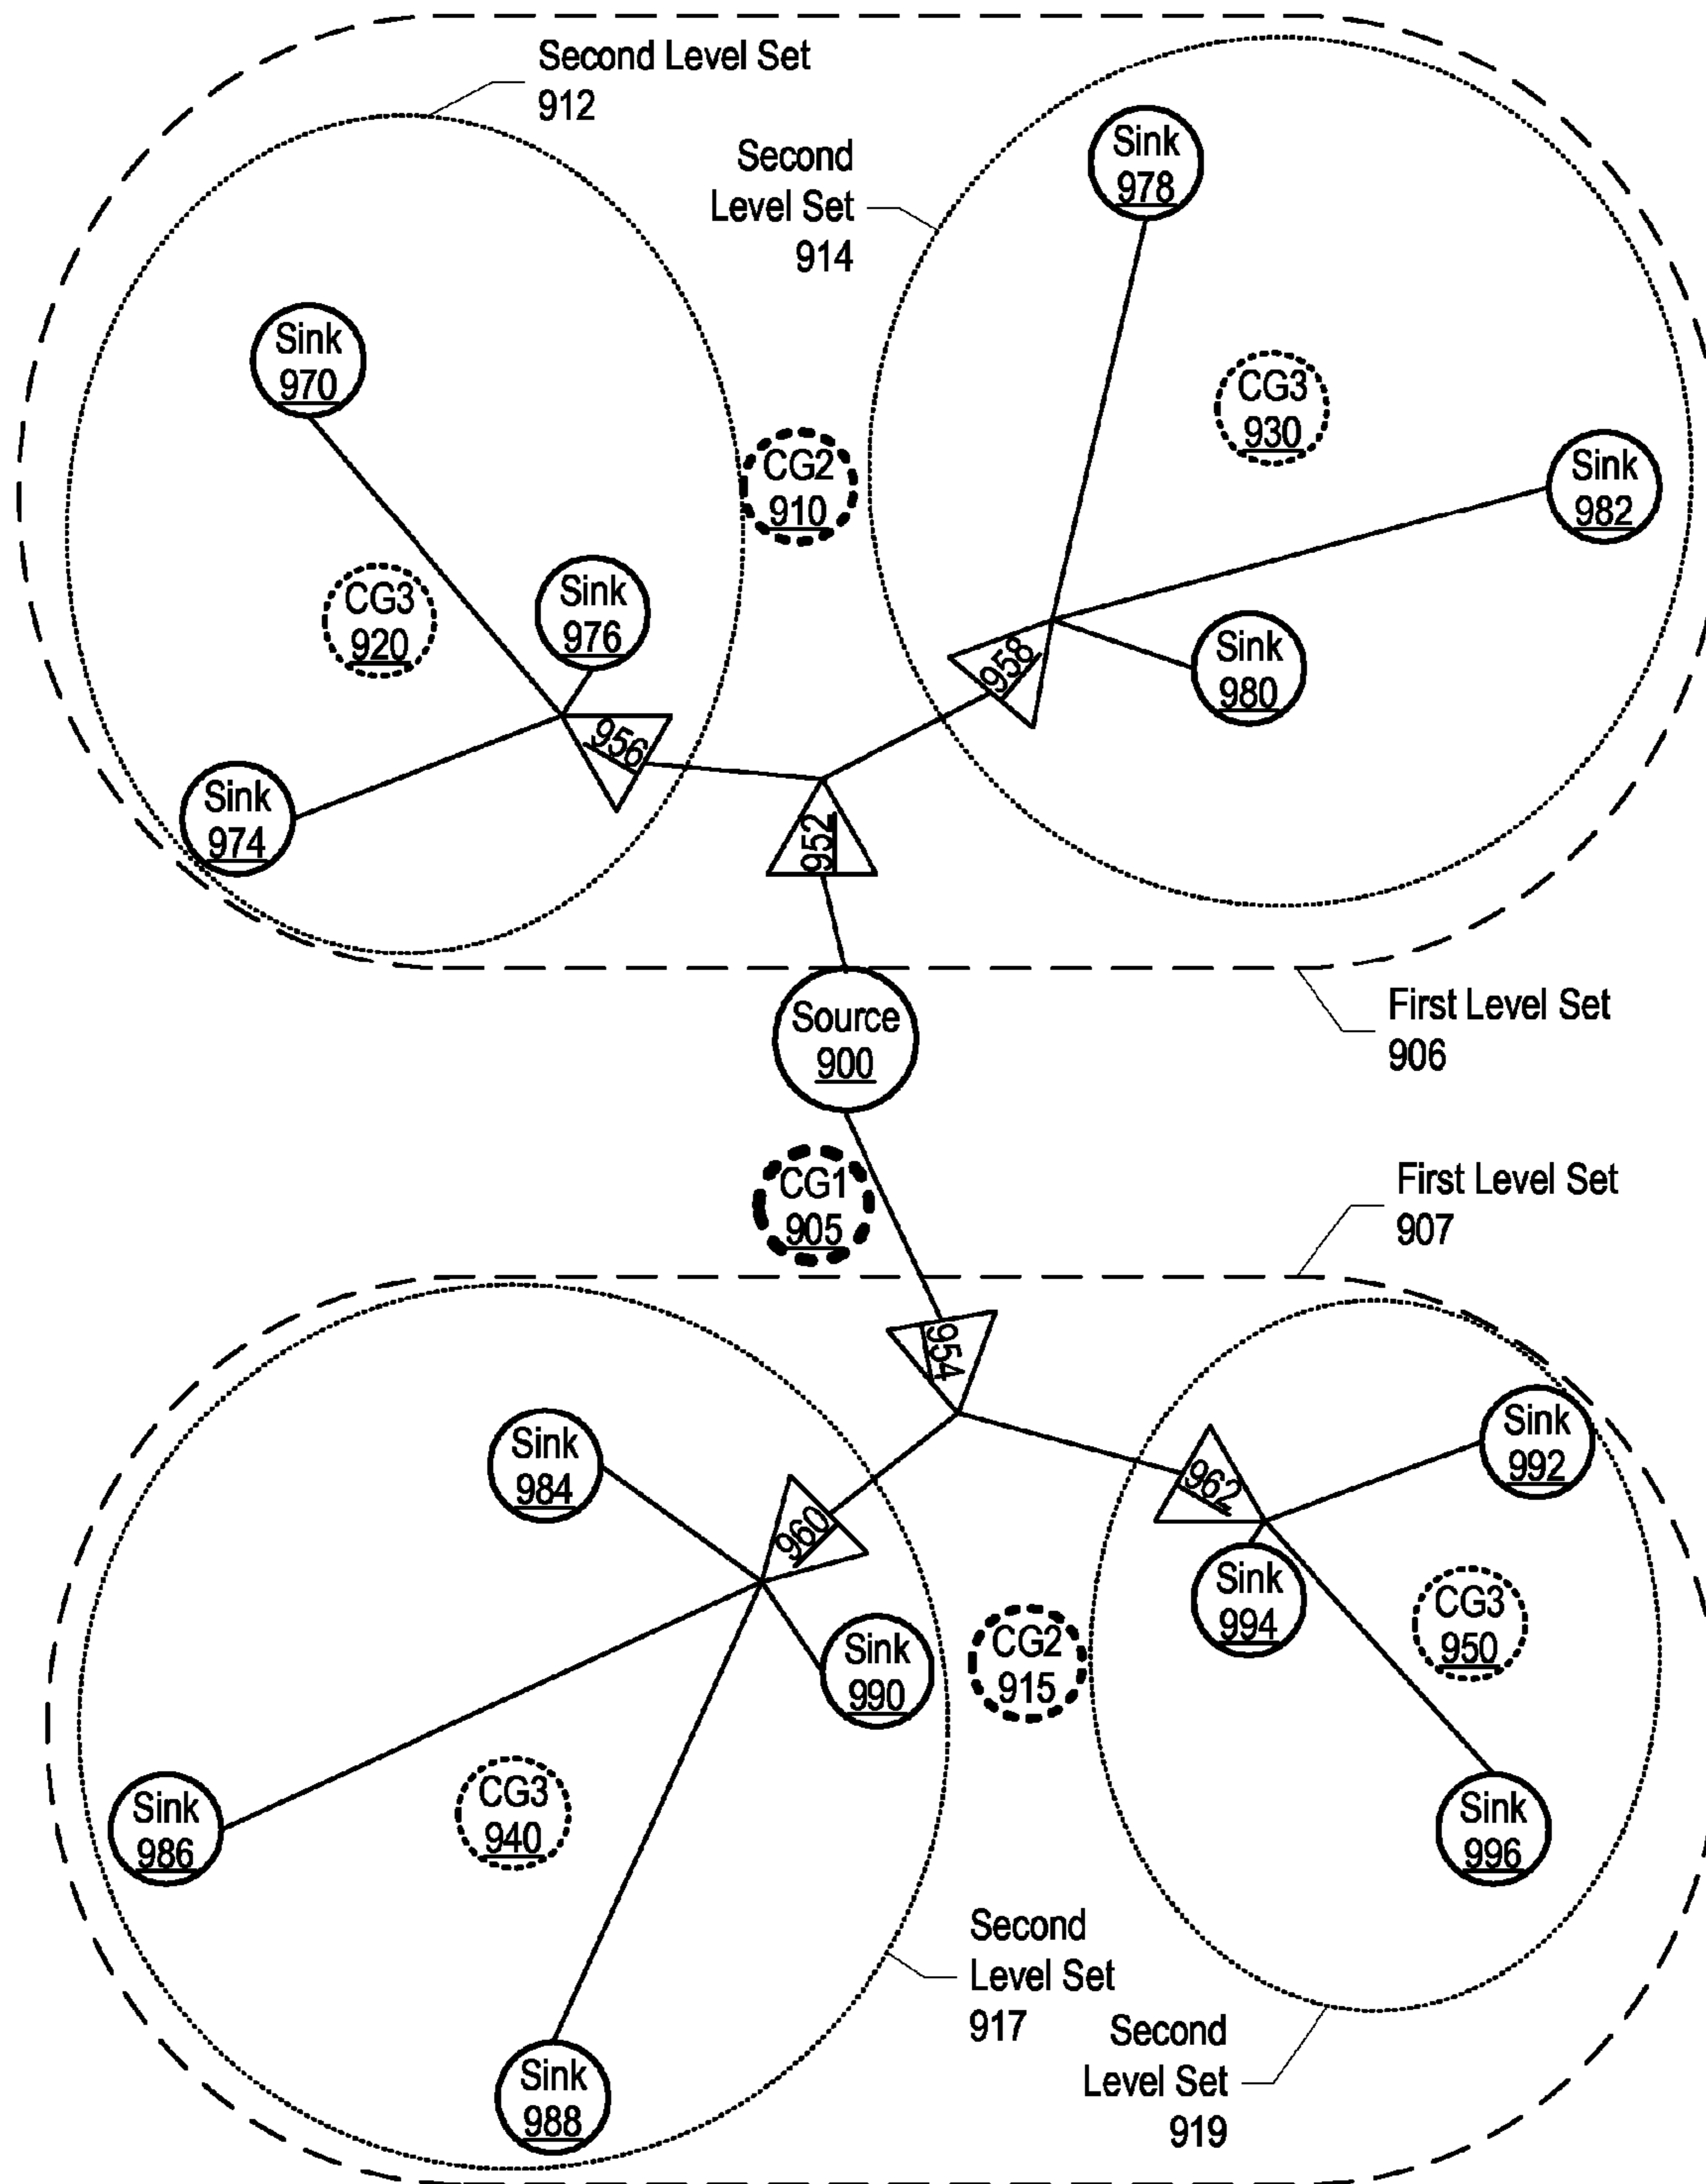 Second Level Set
912
Second
Level Set
914
Sink
978
Sink
970
CG3
930
CG2
910
Sink
982
CG3
920
Sink
976
958
Sink
980
956
Sink
974
952
Source
900
First Level Set
906
CG1
905
First Level Set
907
954
Sink
984
960
962
Sink
992
Sink
994
CG3
950
Sink
990
CG2
915
Sink
986
CG3
940
Sink
996
Second
Level Set
917
Second
Level Set
919
Sink
988